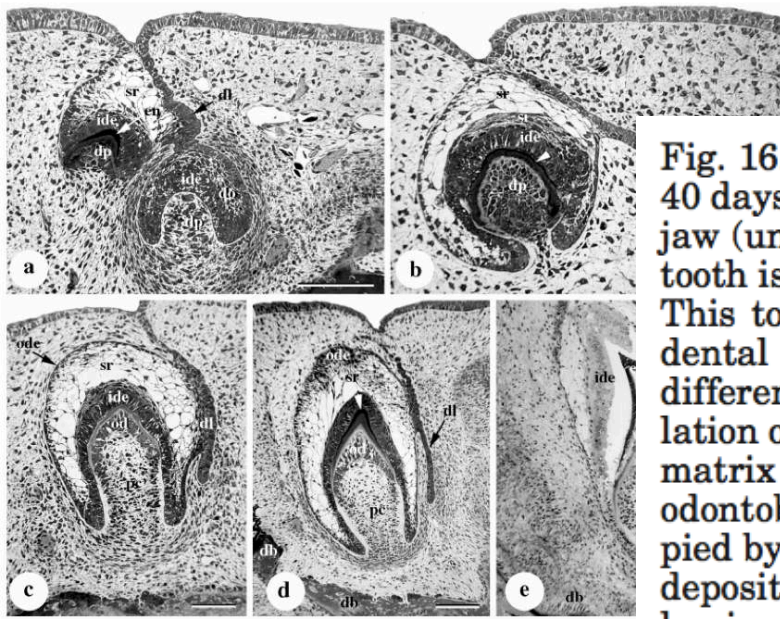 sr
dl
ide
en
dp
ide
do
dp
a
sr
st
ide
dp
b
ode
sr
ide
dl
od
pc
c
ode
sr
od
dl
pc
db
db
d
ide
db
e
Fig. 16
40 days
jaw (un
tooth is
This to
dental
differen
lation o
matrix
odontob
pied by
deposit